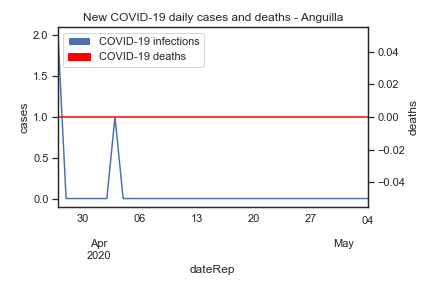 New COVID-19 daily cases and deaths - Anguilla
COVID-19 infections
COVID-19 deaths
2.0
1.5
1.0
0.5
0.0
cases
0.04
0.02
0.00
−0.02
−0.04
deaths
30 06 13 20 27 04
Apr May
2020
dateRep